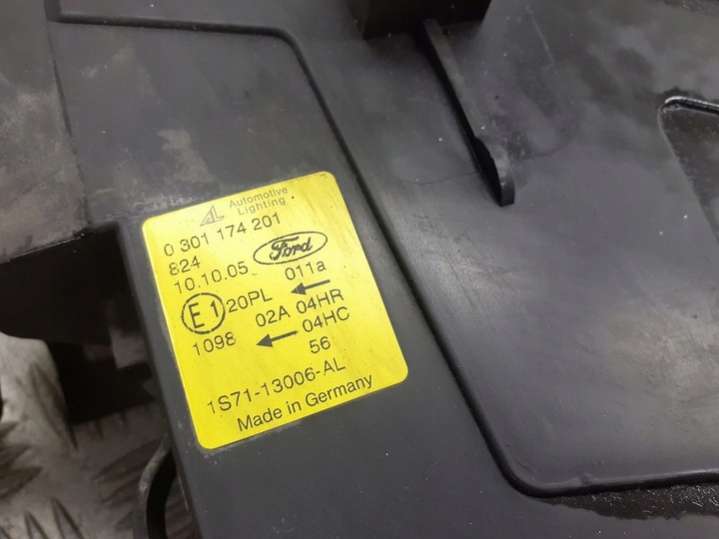 AL Automotive
Lighting
0 301 174 201
824
10.10.05 Ford
011a
E1 20PL ←
02A 04HR
1098 ← 04HC
56
1S71-13006-AL
Made in Germany